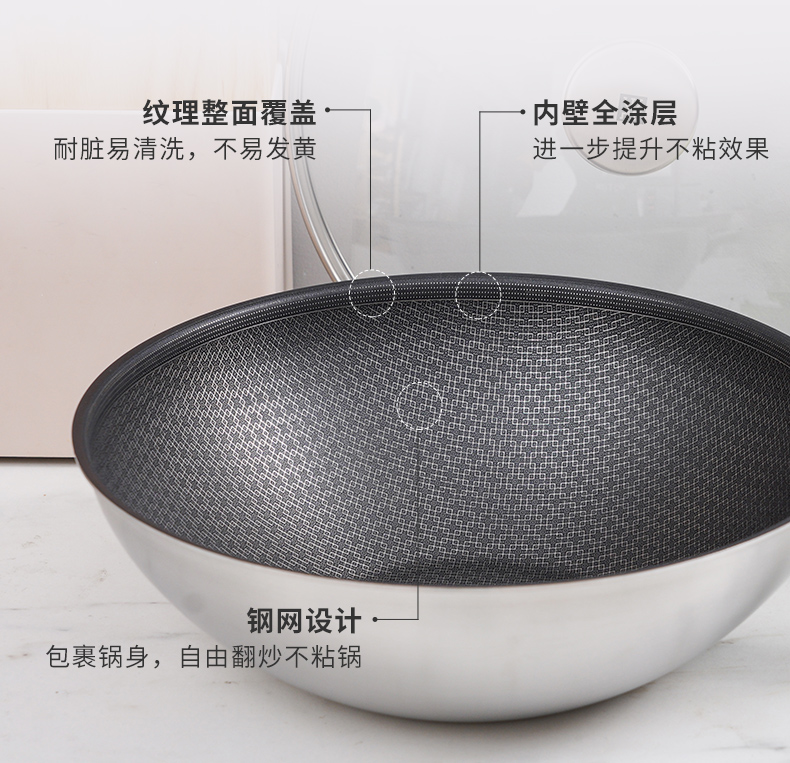 纹理整面覆盖
耐脏易清洗，不易发黄
内壁全涂层
进一步提升不粘效果
钢网设计
包裹锅身，自由翻炒不粘锅